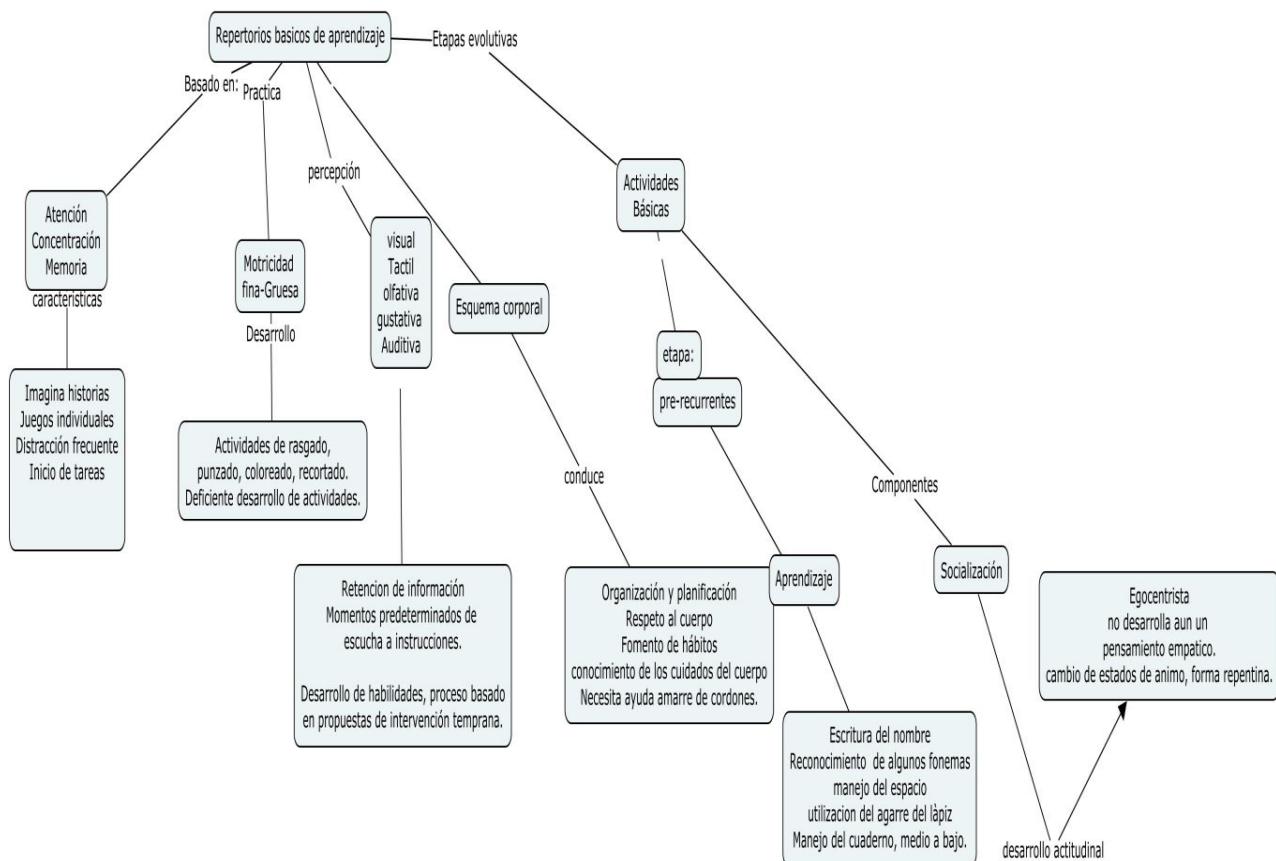 Repertorios basicos de aprendizaje
Etapas evolutivas
Basado en:
Practica
percepción
Atención
Concentración
Memoria
características
Imagina historias
Juegos individuales
Distracción frecuente
Inicio de tareas
Motricidad
fina-Gruesa
Desarrollo
Actividades de rasgado,
punzado, coloreado, recortado.
Deficiente desarrollo de actividades.
visual
Tactil
olfativa
gustativa
Auditiva
Retencion de información
Momentos predeterminados de
escucha a instrucciones.
Desarrollo de habilidades, proceso basado
en propuestas de intervención temprana.
Esquema corporal
conduce
Organización y planificación
Respeto al cuerpo
Fomento de hábitos
conocimiento de los cuidados del cuerpo
Necesita ayuda amarre de cordones.
Actividades
Básicas
etapa:
pre-recurrentes
Aprendizaje
Escritura del nombre
Reconocimiento de algunos fonemas
manejo del espacio
utilizacion del agarre del làpiz
Manejo del cuaderno, medio a bajo.
Componentes
Socialización
desarrollo actitudinal
Egocentrista
no desarrolla aun un
pensamiento empatico.
cambio de estados de animo, forma repentina.